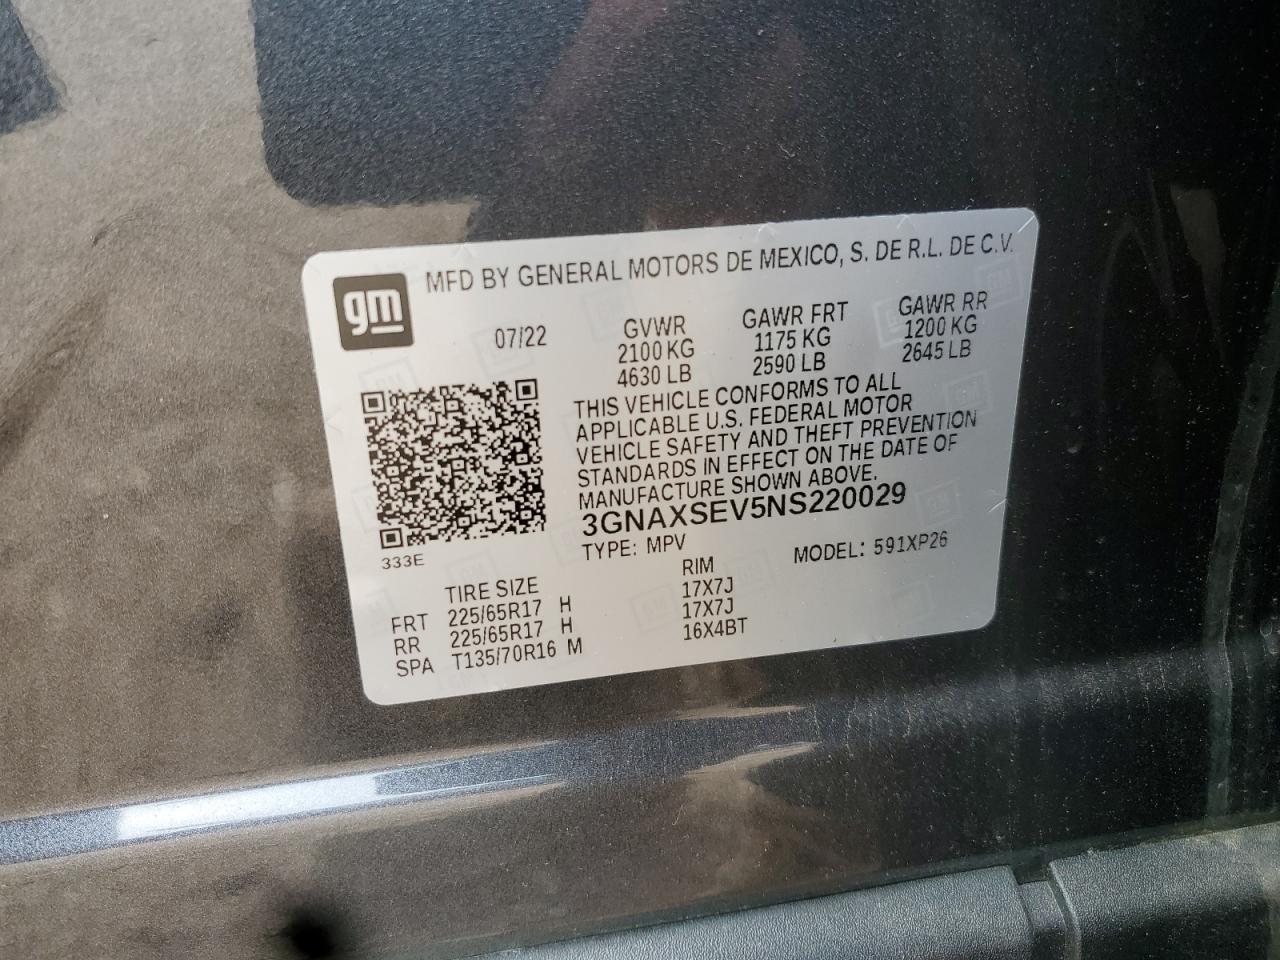 gm
MFD BY GENERAL MOTORS DE MEXICO, S. DE R.L. DE C.V.
07/22
GVWR GAWR FRT GAWR RR
2100 KG 1175 KG 1200 KG
4630 LB 2590 LB 2645 LB
THIS VEHICLE CONFORMS TO ALL
APPLICABLE U.S. FEDERAL MOTOR
VEHICLE SAFETY AND THEFT PREVENTION
STANDARDS IN EFFECT ON THE DATE OF
MANUFACTURE SHOWN ABOVE.
3GNAXSEV5NS220029
333E
TYPE: MPV MODEL: 591XP26
TIRE SIZE RIM
FRT 225/65R17 H 17X7J
RR 225/65R17 H 17X7J
SPA T135/70R16 M 16X4BT